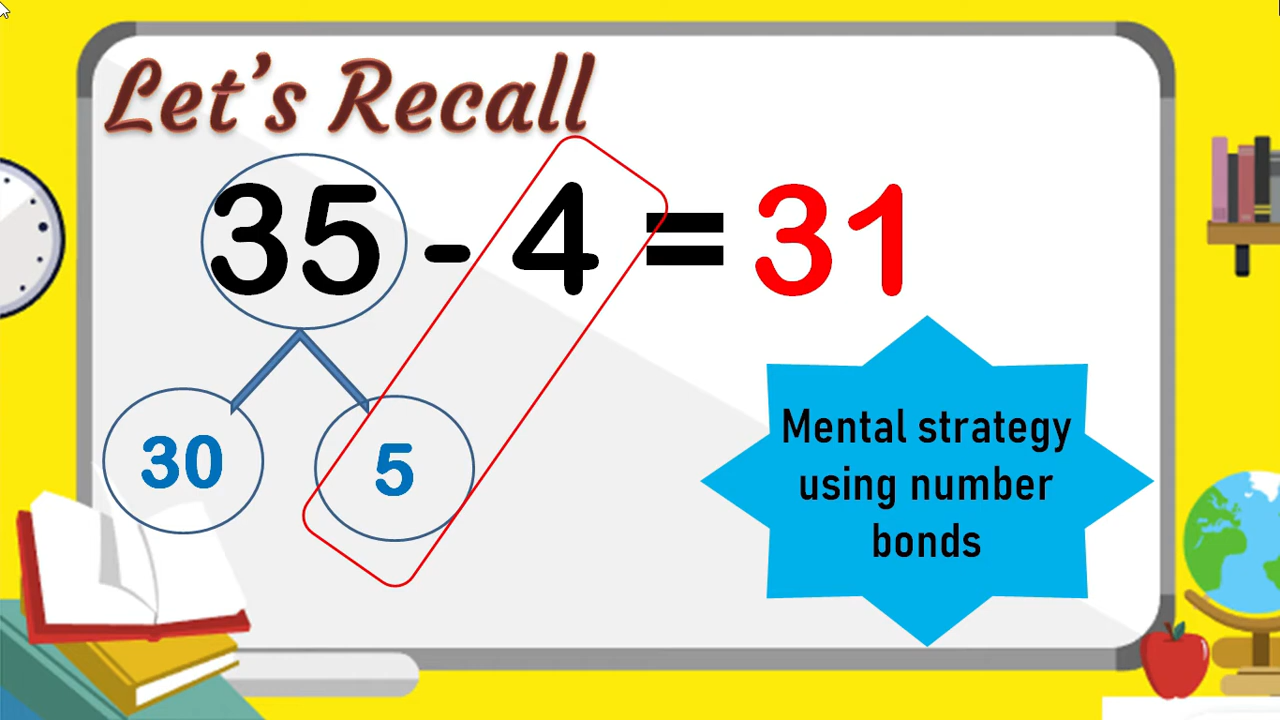 Let's Recall
35 - 4 = 31
30 5
Mental strategy
using number
bonds